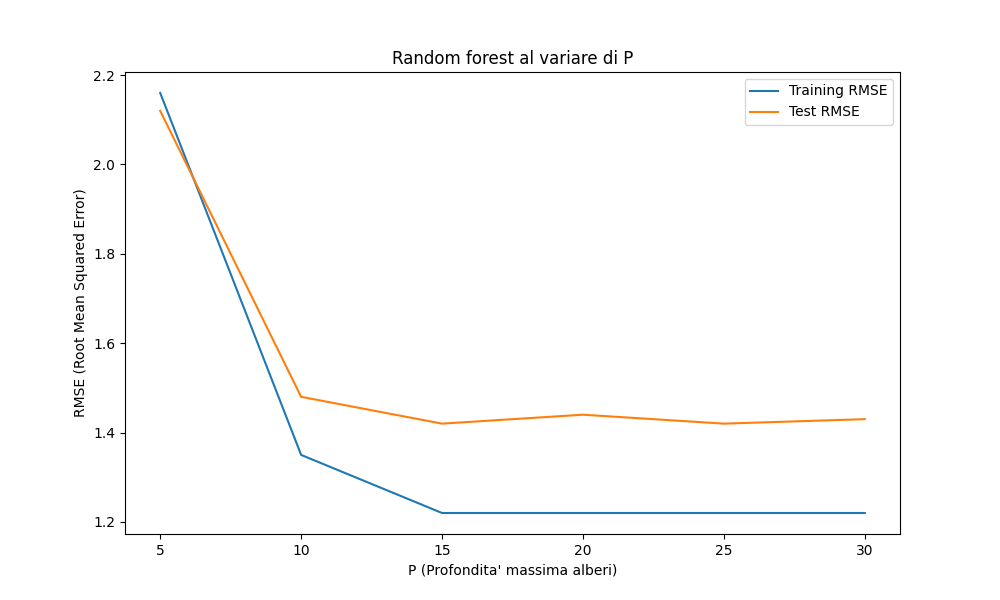 Random forest al variare di P
Training RMSE
Test RMSE
RMSE (Root Mean Squared Error)
2.2
2.0
1.8
1.6
1.4
1.2
5 10 15 20 25 30
P (Profondita' massima alberi)